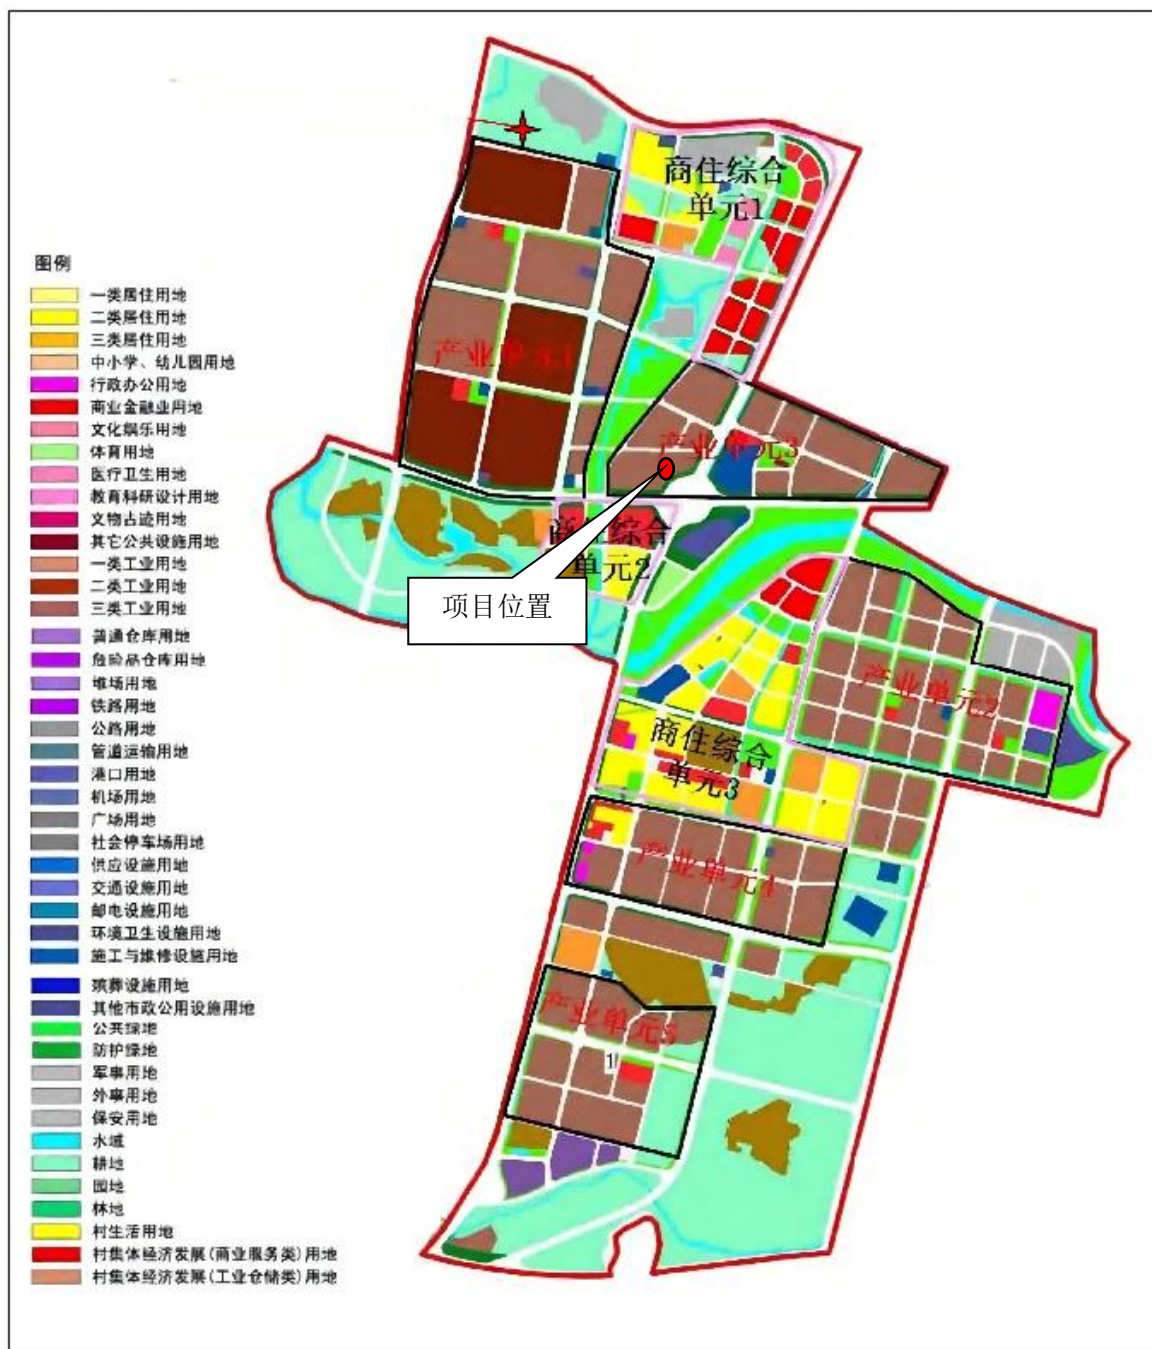 商住综合
单元1
图例
一类居住用地
二类居住用地
三类居住用地
中小学、幼儿园用地
行政办公用地
商业金融业用地
文化娱乐用地
体育用地
医疗卫生用地
教育科研设计用地
文物古迹用地
其它公共设施用地
一类工业用地
二类工业用地
三类工业用地
普通仓库用地
危险品仓库用地
堆场用地
铁路用地
公路用地
管道运输用地
港口用地
机场用地
广场用地
社会停车场用地
供应设施用地
交通设施用地
邮电设施用地
环境卫生设施用地
施工与维修设施用地
殡葬设施用地
其他市政公用设施用地
公共绿地
防护绿地
军事用地
外事用地
保安用地
水域
耕地
园地
林地
村生活用地
村集体经济发展(商业服务类)用地
村集体经济发展(工业仓储类)用地
产业单元1
产业单元3
商住综合
单元2
项目位置
产业单元2
商住综合
单元3
产业单元4
产业单元5
1